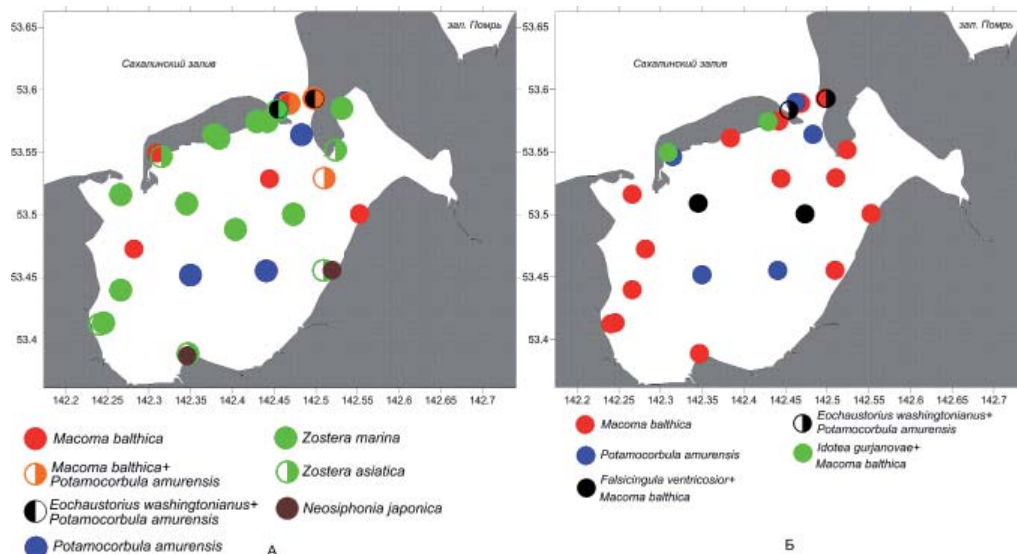 53.65
53.6
53.55
53.5
53.45
53.4
зал. Помрь
Сахалинский залив
142.2 142.25 142.3 142.35 142.4 142.45 142.5 142.55 142.6 142.65 142.7
Macoma balthica
Macoma balthica+
Potamocorbula amurensis
Eochaustorius washingtonianus+
Potamocorbula amurensis
Potamocorbula amurensis
Zostera marina
Zostera asiatica
Neosiphonia japonica
А
53.65
53.6
53.55
53.5
53.45
53.4
зал. Помрь
Сахалинский залив
142.2 142.25 142.3 142.35 142.4 142.45 142.5 142.55 142.6 142.65 142.7
Macoma balthica
Potamocorbula amurensis
Falsicingula ventricosior+
Macoma balthica
Eochaustorius washingtonianus+
Potamocorbula amurensis
Idotea gurjanovae+
Macoma balthica
Б